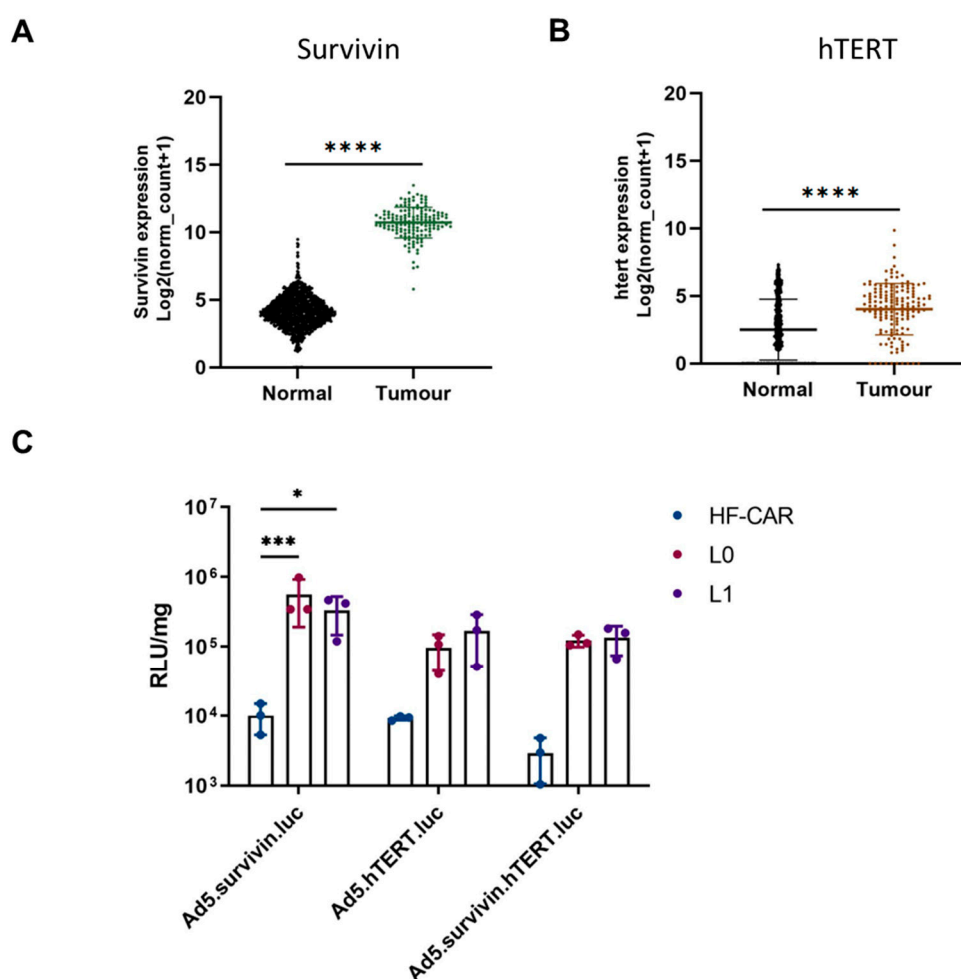 A
Survivin
Survivin expression
Log2(norm_count+1)
20
15
10
5
0
****
Normal
Tumour
B
hTERT
htert expression
Log2(norm_count+1)
20
15
10
5
0
****
Normal
Tumour
C
RLU/mg
10⁷
10⁶
10⁵
10⁴
10³
*
***
Ad5.survivin.luc
Ad5.hTERT.luc
Ad5.survivin.hTERT.luc
HF-CAR
L0
L1